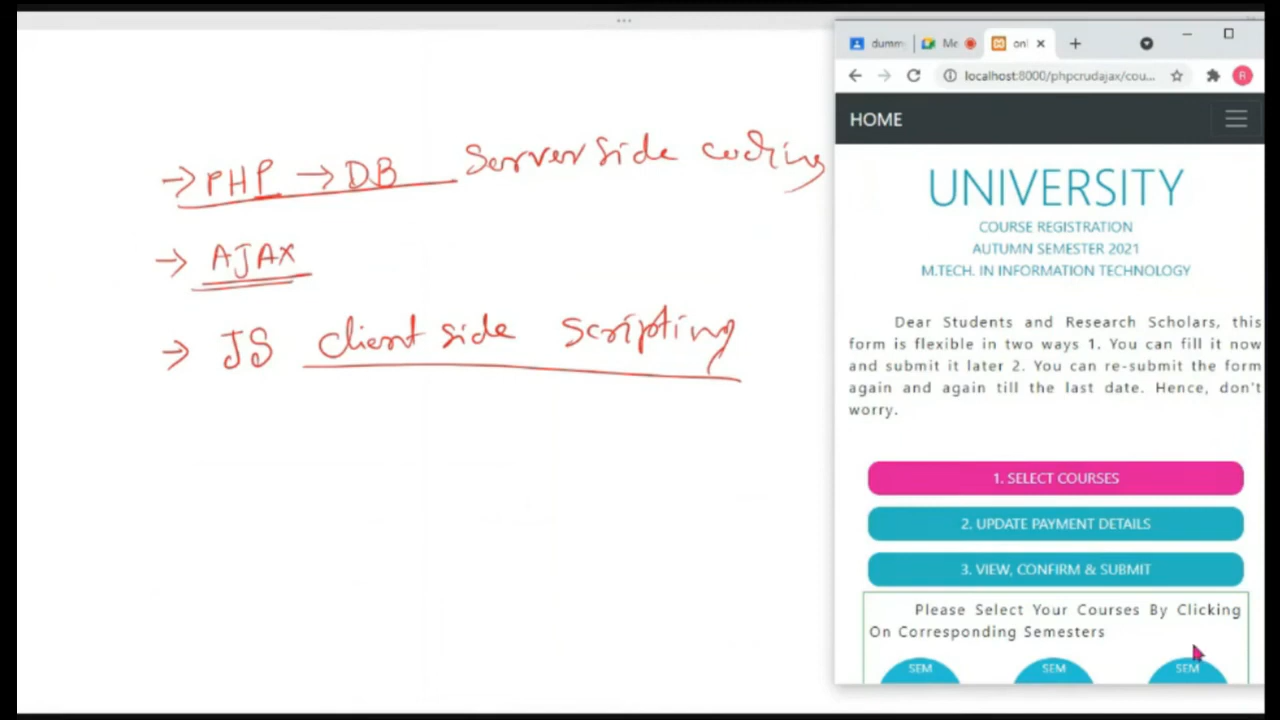 → PHP → DB Server side coding
→ AJAX
→ JS client side scripting
dummy
Me
onl
localhost:8000/phpcrudajax/cou...
R
HOME
UNIVERSITY
COURSE REGISTRATION
AUTUMN SEMESTER 2021
M.TECH. IN INFORMATION TECHNOLOGY
Dear Students and Research Scholars, this
form is flexible in two ways 1. You can fill it now
and submit it later 2. You can re-submit the form
again and again till the last date. Hence, don't
worry.
1. SELECT COURSES
2. UPDATE PAYMENT DETAILS
3. VIEW, CONFIRM & SUBMIT
Please Select Your Courses By Clicking
On Corresponding Semesters
SEM SEM SEM